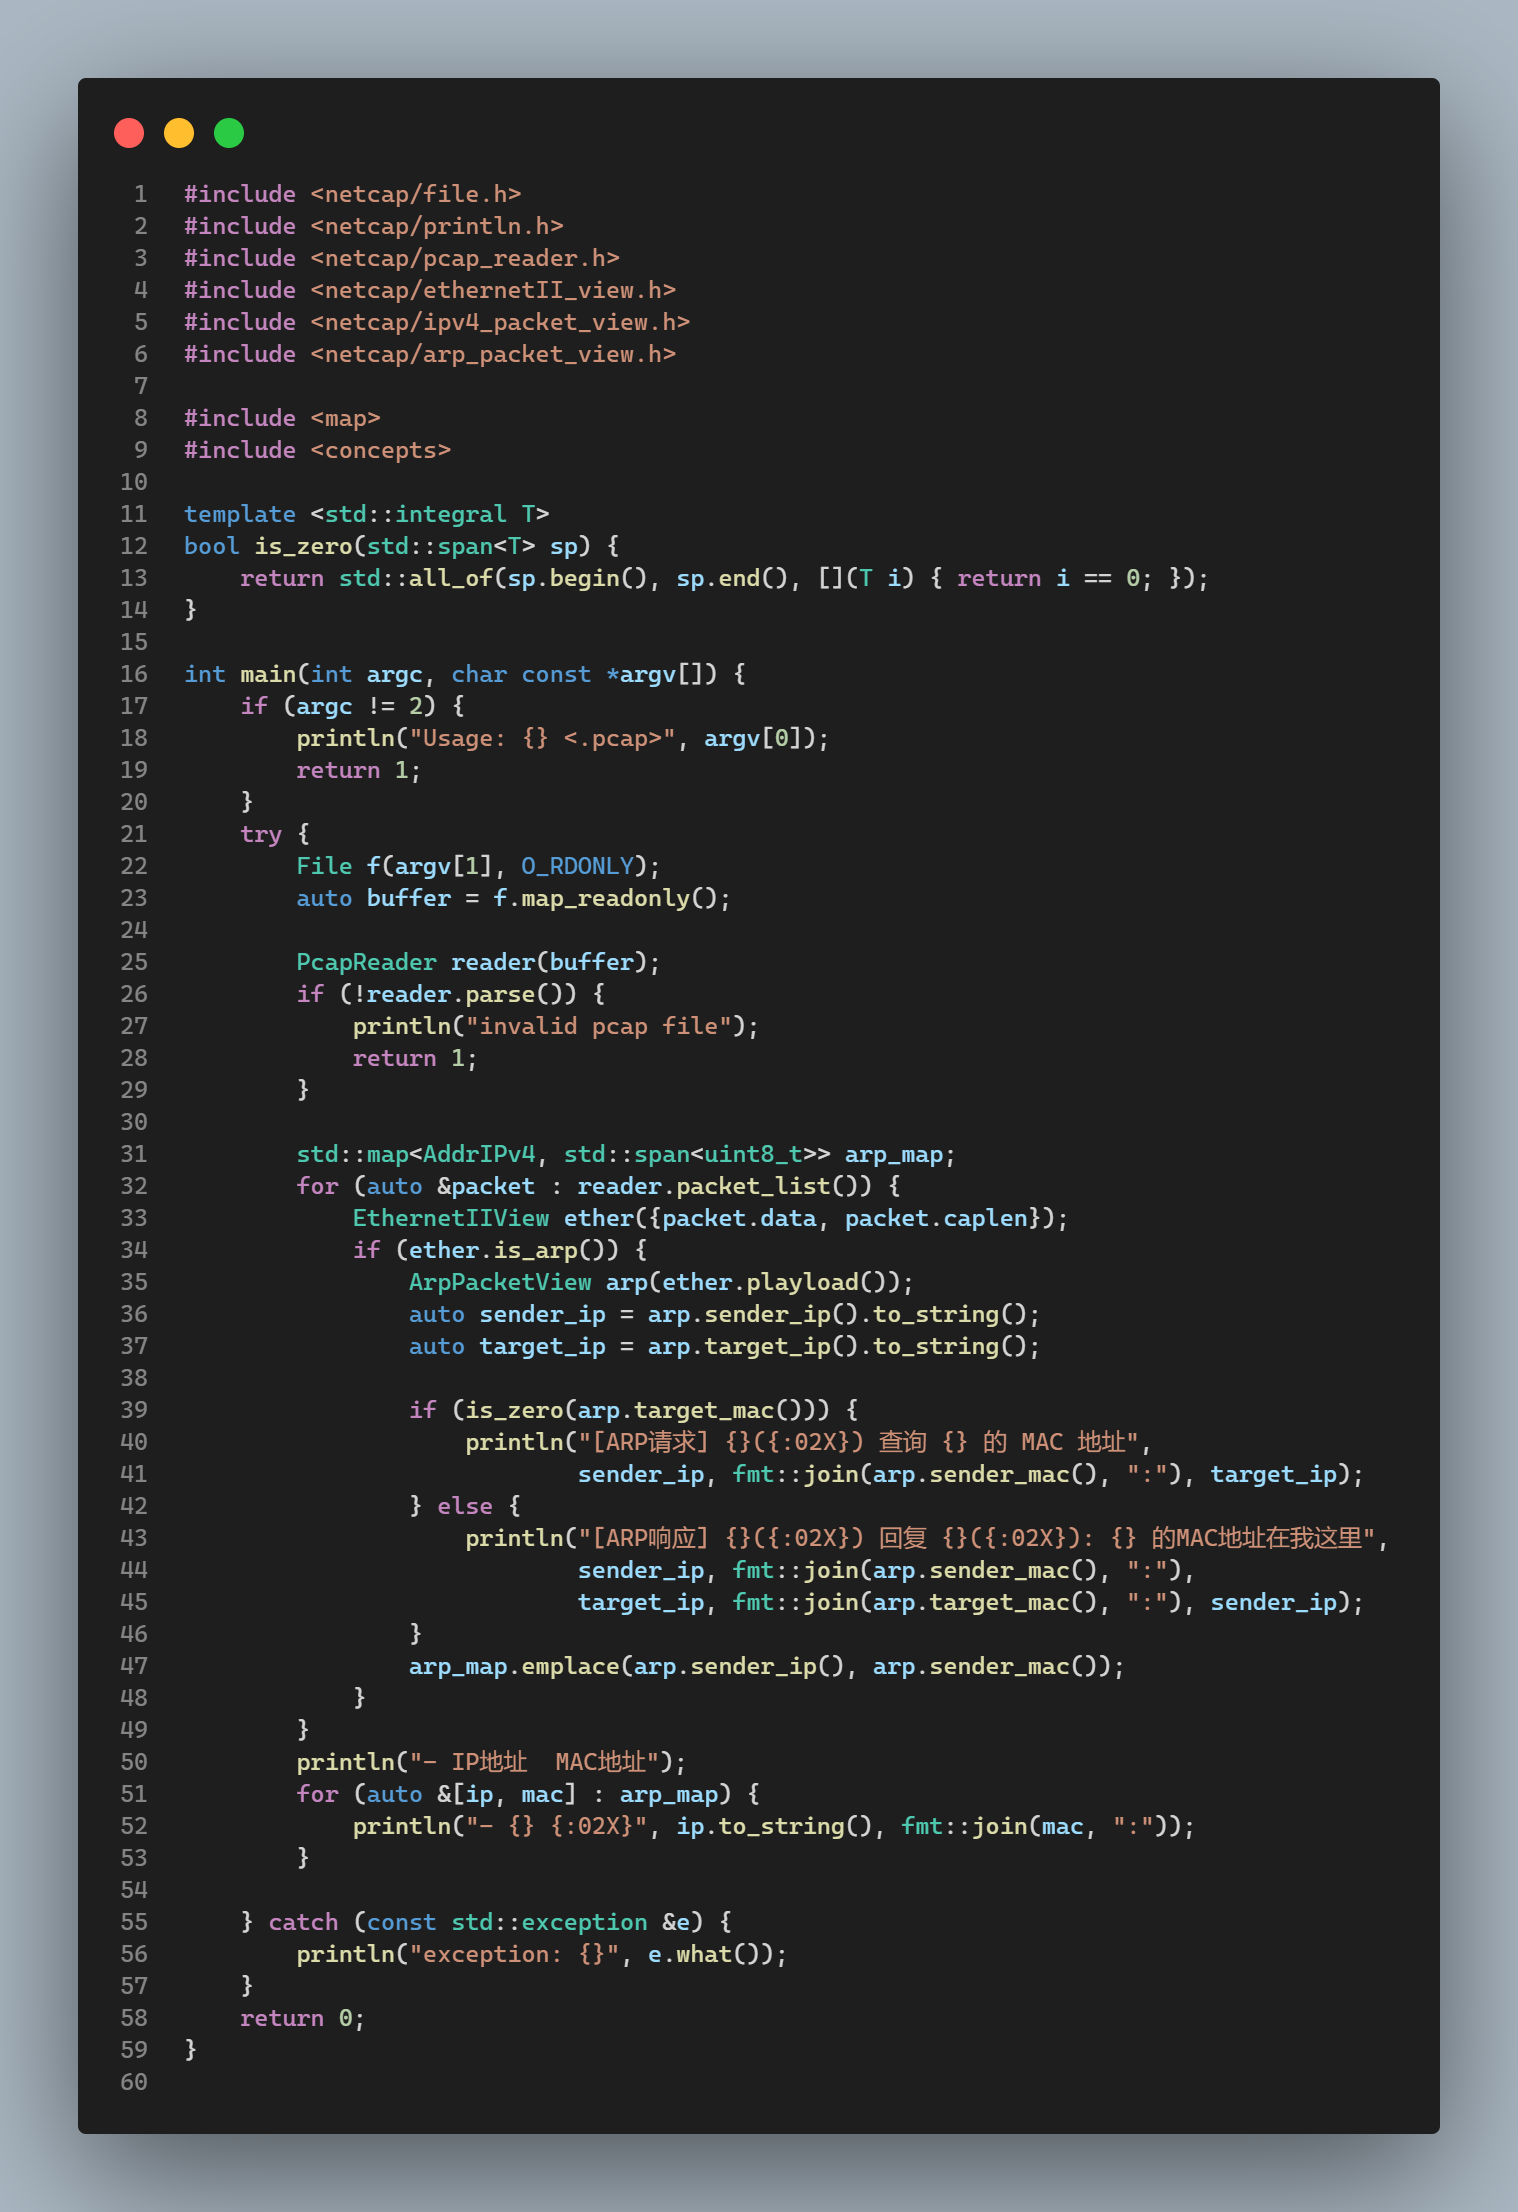 1 #include <netcap/file.h>
2 #include <netcap/println.h>
3 #include <netcap/pcap_reader.h>
4 #include <netcap/ethernetII_view.h>
5 #include <netcap/ipv4_packet_view.h>
6 #include <netcap/arp_packet_view.h>
7
8 #include <map>
9 #include <concepts>
10
11 template <std::integral T>
12 bool is_zero(std::span<T> sp) {
13     return std::all_of(sp.begin(), sp.end(), [](T i) { return i == 0; });
14 }
15
16 int main(int argc, char const *argv[]) {
17     if (argc != 2) {
18         println("Usage: {} <.pcap>", argv[0]);
19         return 1;
20     }
21     try {
22         File f(argv[1], O_RDONLY);
23         auto buffer = f.map_readonly();
24
25         PcapReader reader(buffer);
26         if (!reader.parse()) {
27             println("invalid pcap file");
28             return 1;
29         }
30
31         std::map<AddrIPv4, std::span<uint8_t>> arp_map;
32         for (auto &packet : reader.packet_list()) {
33             EthernetIIView ether({packet.data, packet.caplen});
34             if (ether.is_arp()) {
35                 ArpPacketView arp(ether.playload());
36                 auto sender_ip = arp.sender_ip().to_string();
37                 auto target_ip = arp.target_ip().to_string();
38
39                 if (is_zero(arp.target_mac())) {
40                     println("[ARP请求] {}({:02X}) 查询 {} 的 MAC 地址",
41                             sender_ip, fmt::join(arp.sender_mac(), ":"), target_ip);
42                 } else {
43                     println("[ARP响应] {}({:02X}) 回复 {}({:02X}): {} 的MAC地址在我这里",
44                             sender_ip, fmt::join(arp.sender_mac(), ":"),
45                             target_ip, fmt::join(arp.target_mac(), ":"), sender_ip);
46                 }
47                 arp_map.emplace(arp.sender_ip(), arp.sender_mac());
48             }
49         }
50         println("- IP地址  MAC地址");
51         for (auto &[ip, mac] : arp_map) {
52             println("- {} {:02X}", ip.to_string(), fmt::join(mac, ":"));
53         }
54
55     } catch (const std::exception &e) {
56         println("exception: {}", e.what());
57     }
58     return 0;
59 }
60